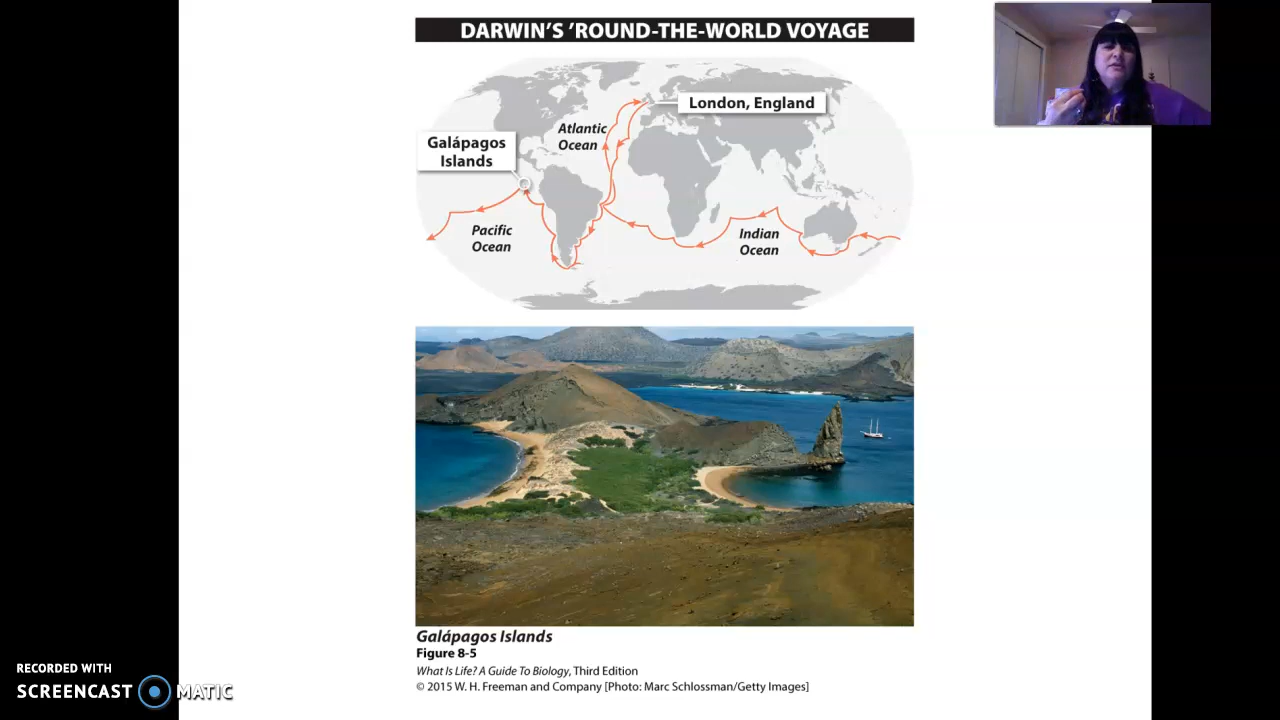 DARWIN'S 'ROUND-THE-WORLD VOYAGE
London, England
Atlantic
Ocean
Galápagos
Islands
Pacific
Ocean
Indian
Ocean
Galápagos Islands
Figure 8-5
What Is Life? A Guide To Biology, Third Edition
© 2015 W. H. Freeman and Company [Photo: Marc Schlossman/Getty Images]
RECORDED WITH
SCREENCAST MATIC